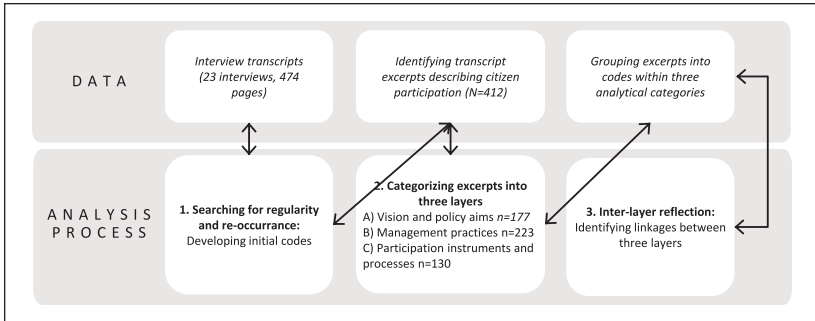 DATA
Interview transcripts
(23 interviews, 474
pages)
Identifying transcript
excerpts describing citizen
participation (N=412)
Grouping excerpts into
codes within three
analytical categories
ANALYSIS
PROCESS
1. Searching for regularity
and re-occurrance:
Developing initial codes
2. Categorizing excerpts into
three layers
A) Vision and policy aims n=177
B) Management practices n=223
C) Participation instruments and
processes n=130
3. Inter-layer reflection:
Identifying linkages between
three layers